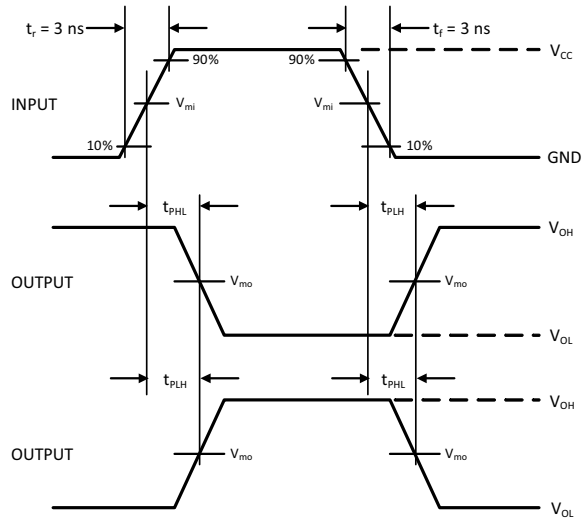 tr = 3 ns
tf = 3 ns
VCC
90%
90%
INPUT
Vmi
Vmi
10%
10%
GND
tPHL
tPLH
VOH
OUTPUT
Vmo
Vmo
VOL
tPLH
tPHL
VOH
OUTPUT
Vmo
Vmo
VOL